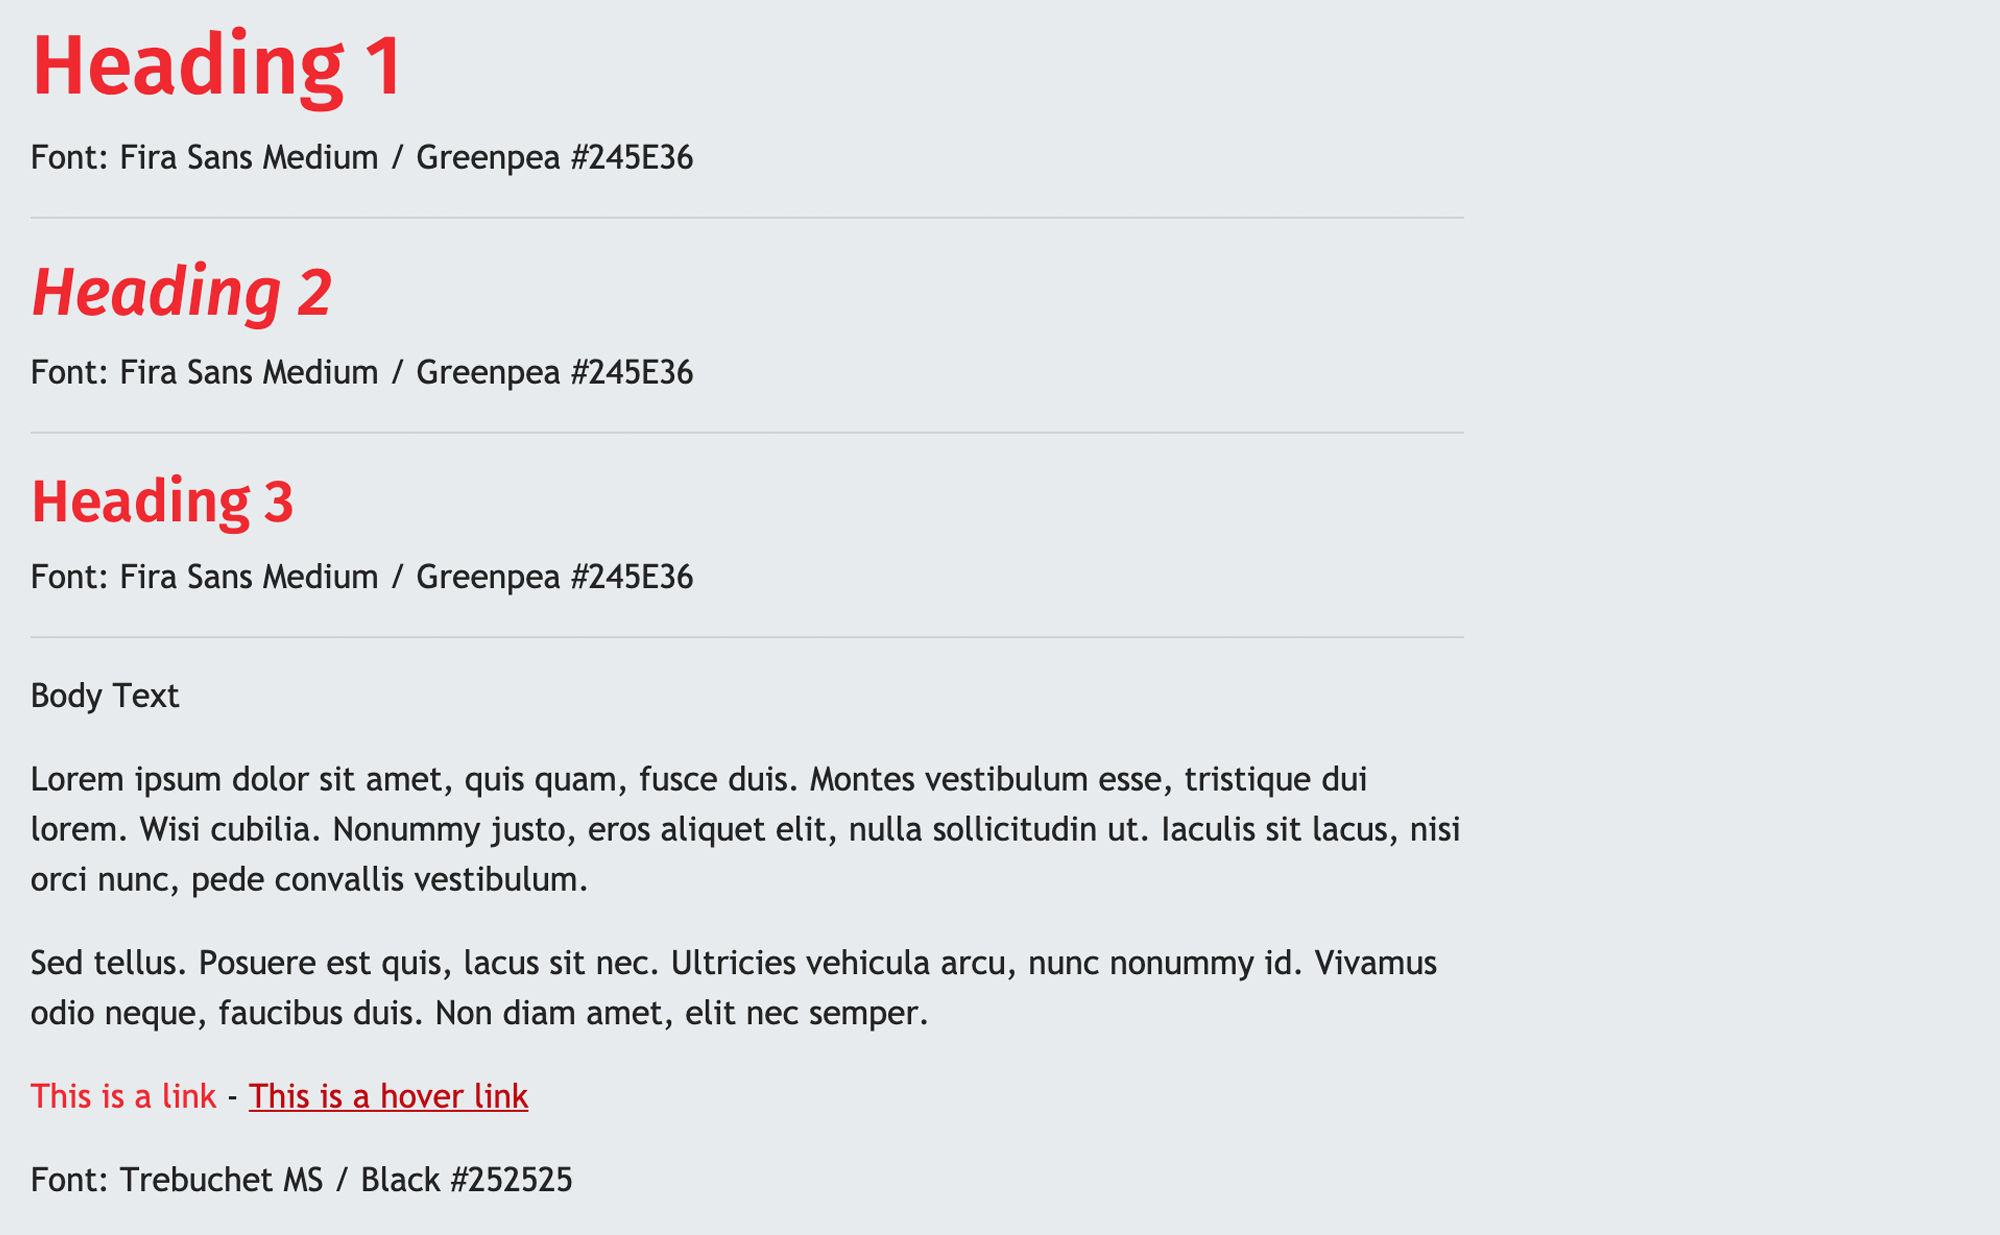 Heading 1
Font: Fira Sans Medium / Greenpea #245E36
Heading 2
Font: Fira Sans Medium / Greenpea #245E36
Heading 3
Font: Fira Sans Medium / Greenpea #245E36
Body Text
Lorem ipsum dolor sit amet, quis quam, fusce duis. Montes vestibulum esse, tristique dui
lorem. Wisi cubilia. Nonummy justo, eros aliquet elit, nulla sollicitudin ut. Iaculis sit lacus, nisi
orci nunc, pede convallis vestibulum.
Sed tellus. Posuere est quis, lacus sit nec. Ultricies vehicula arcu, nunc nonummy id. Vivamus
odio neque, faucibus duis. Non diam amet, elit nec semper.
This is a link - This is a hover link
Font: Trebuchet MS / Black #252525